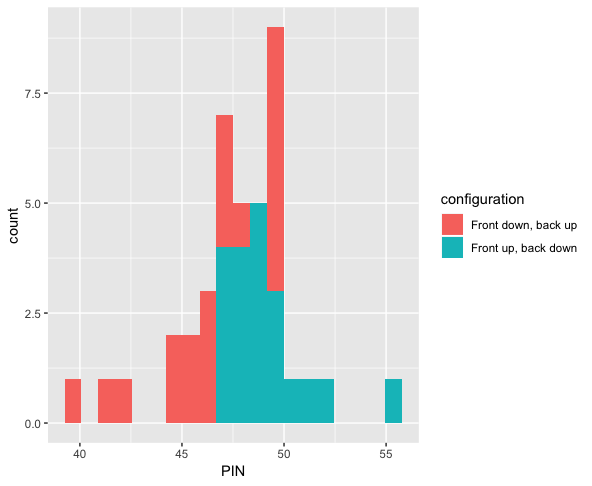 7.5
5.0
2.5
0.0
count
40
45
50
55
PIN
configuration
Front down, back up
Front up, back down